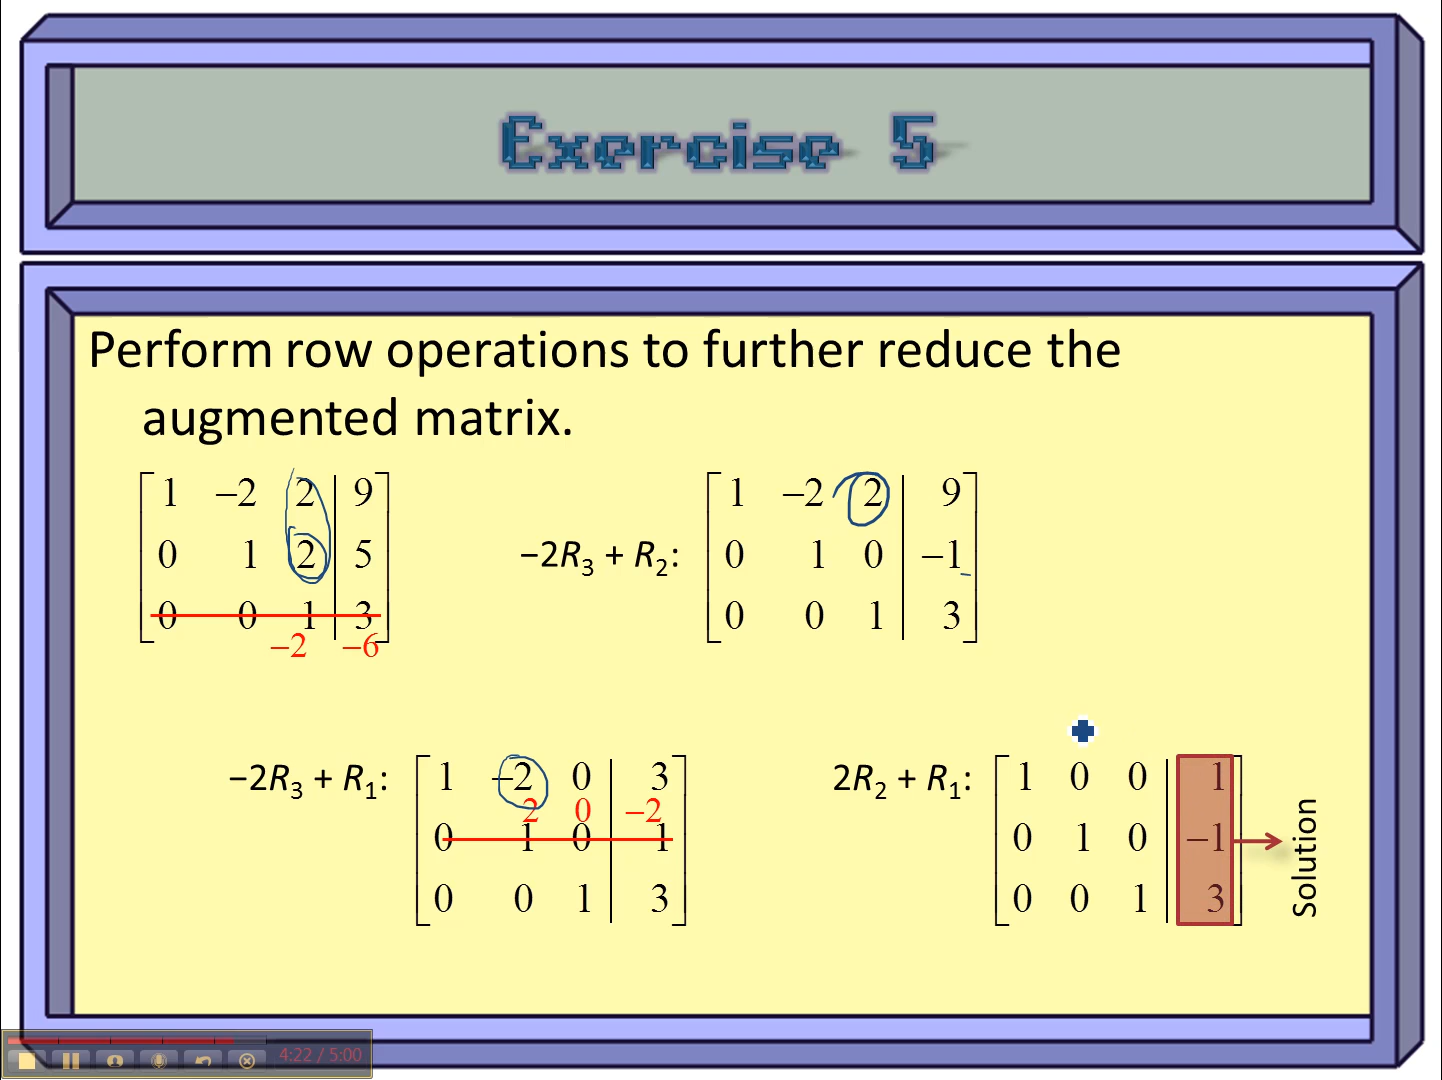 Exercise 5
Perform row operations to further reduce the
augmented matrix.
1 −2 2 | 9
0 1 2 | 5
0 0 1 | 3
−2 −6
−2R₃ + R₂:
1 −2 2 | 9
0 1 0 | −1
0 0 1 | 3
−2R₃ + R₁:
1 −2 0 | 3
2 0 −2
0 1 0 | 1
0 0 1 | 3
2R₂ + R₁:
1 0 0 | 1
0 1 0 | −1
0 0 1 | 3
Solution
4:22 / 5:00